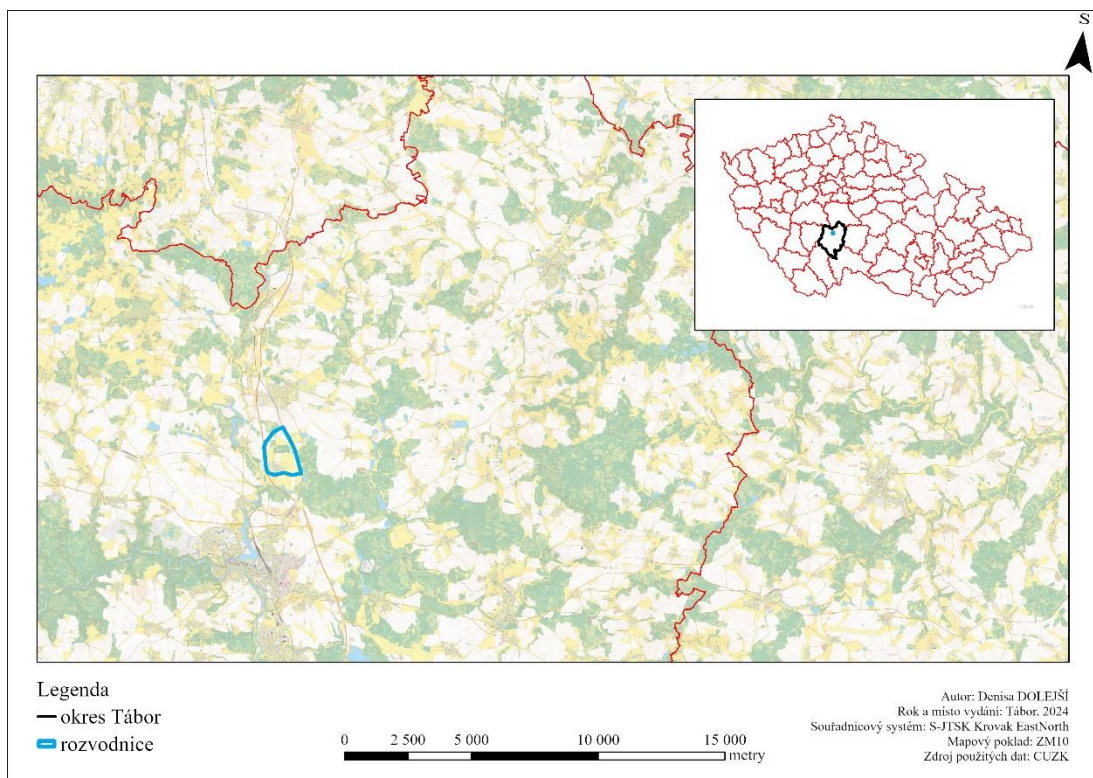 S
Legenda
okres Tábor
rozvodnice
0 2 500 5 000 10 000 15 000
metry
Autor: Denisa DOLEJŠÍ
Rok a místo vydání: Tábor, 2024
Souřadnicový systém: S-JTSK Krovak EastNorth
Mapový poklad: ZM10
Zdroj použitých dat: CUZK